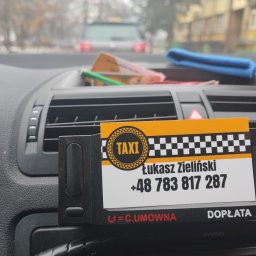 TAXI
Łukasz Zieliński
+48 783 817 287
U=C.UMOWNA
DOPŁATA